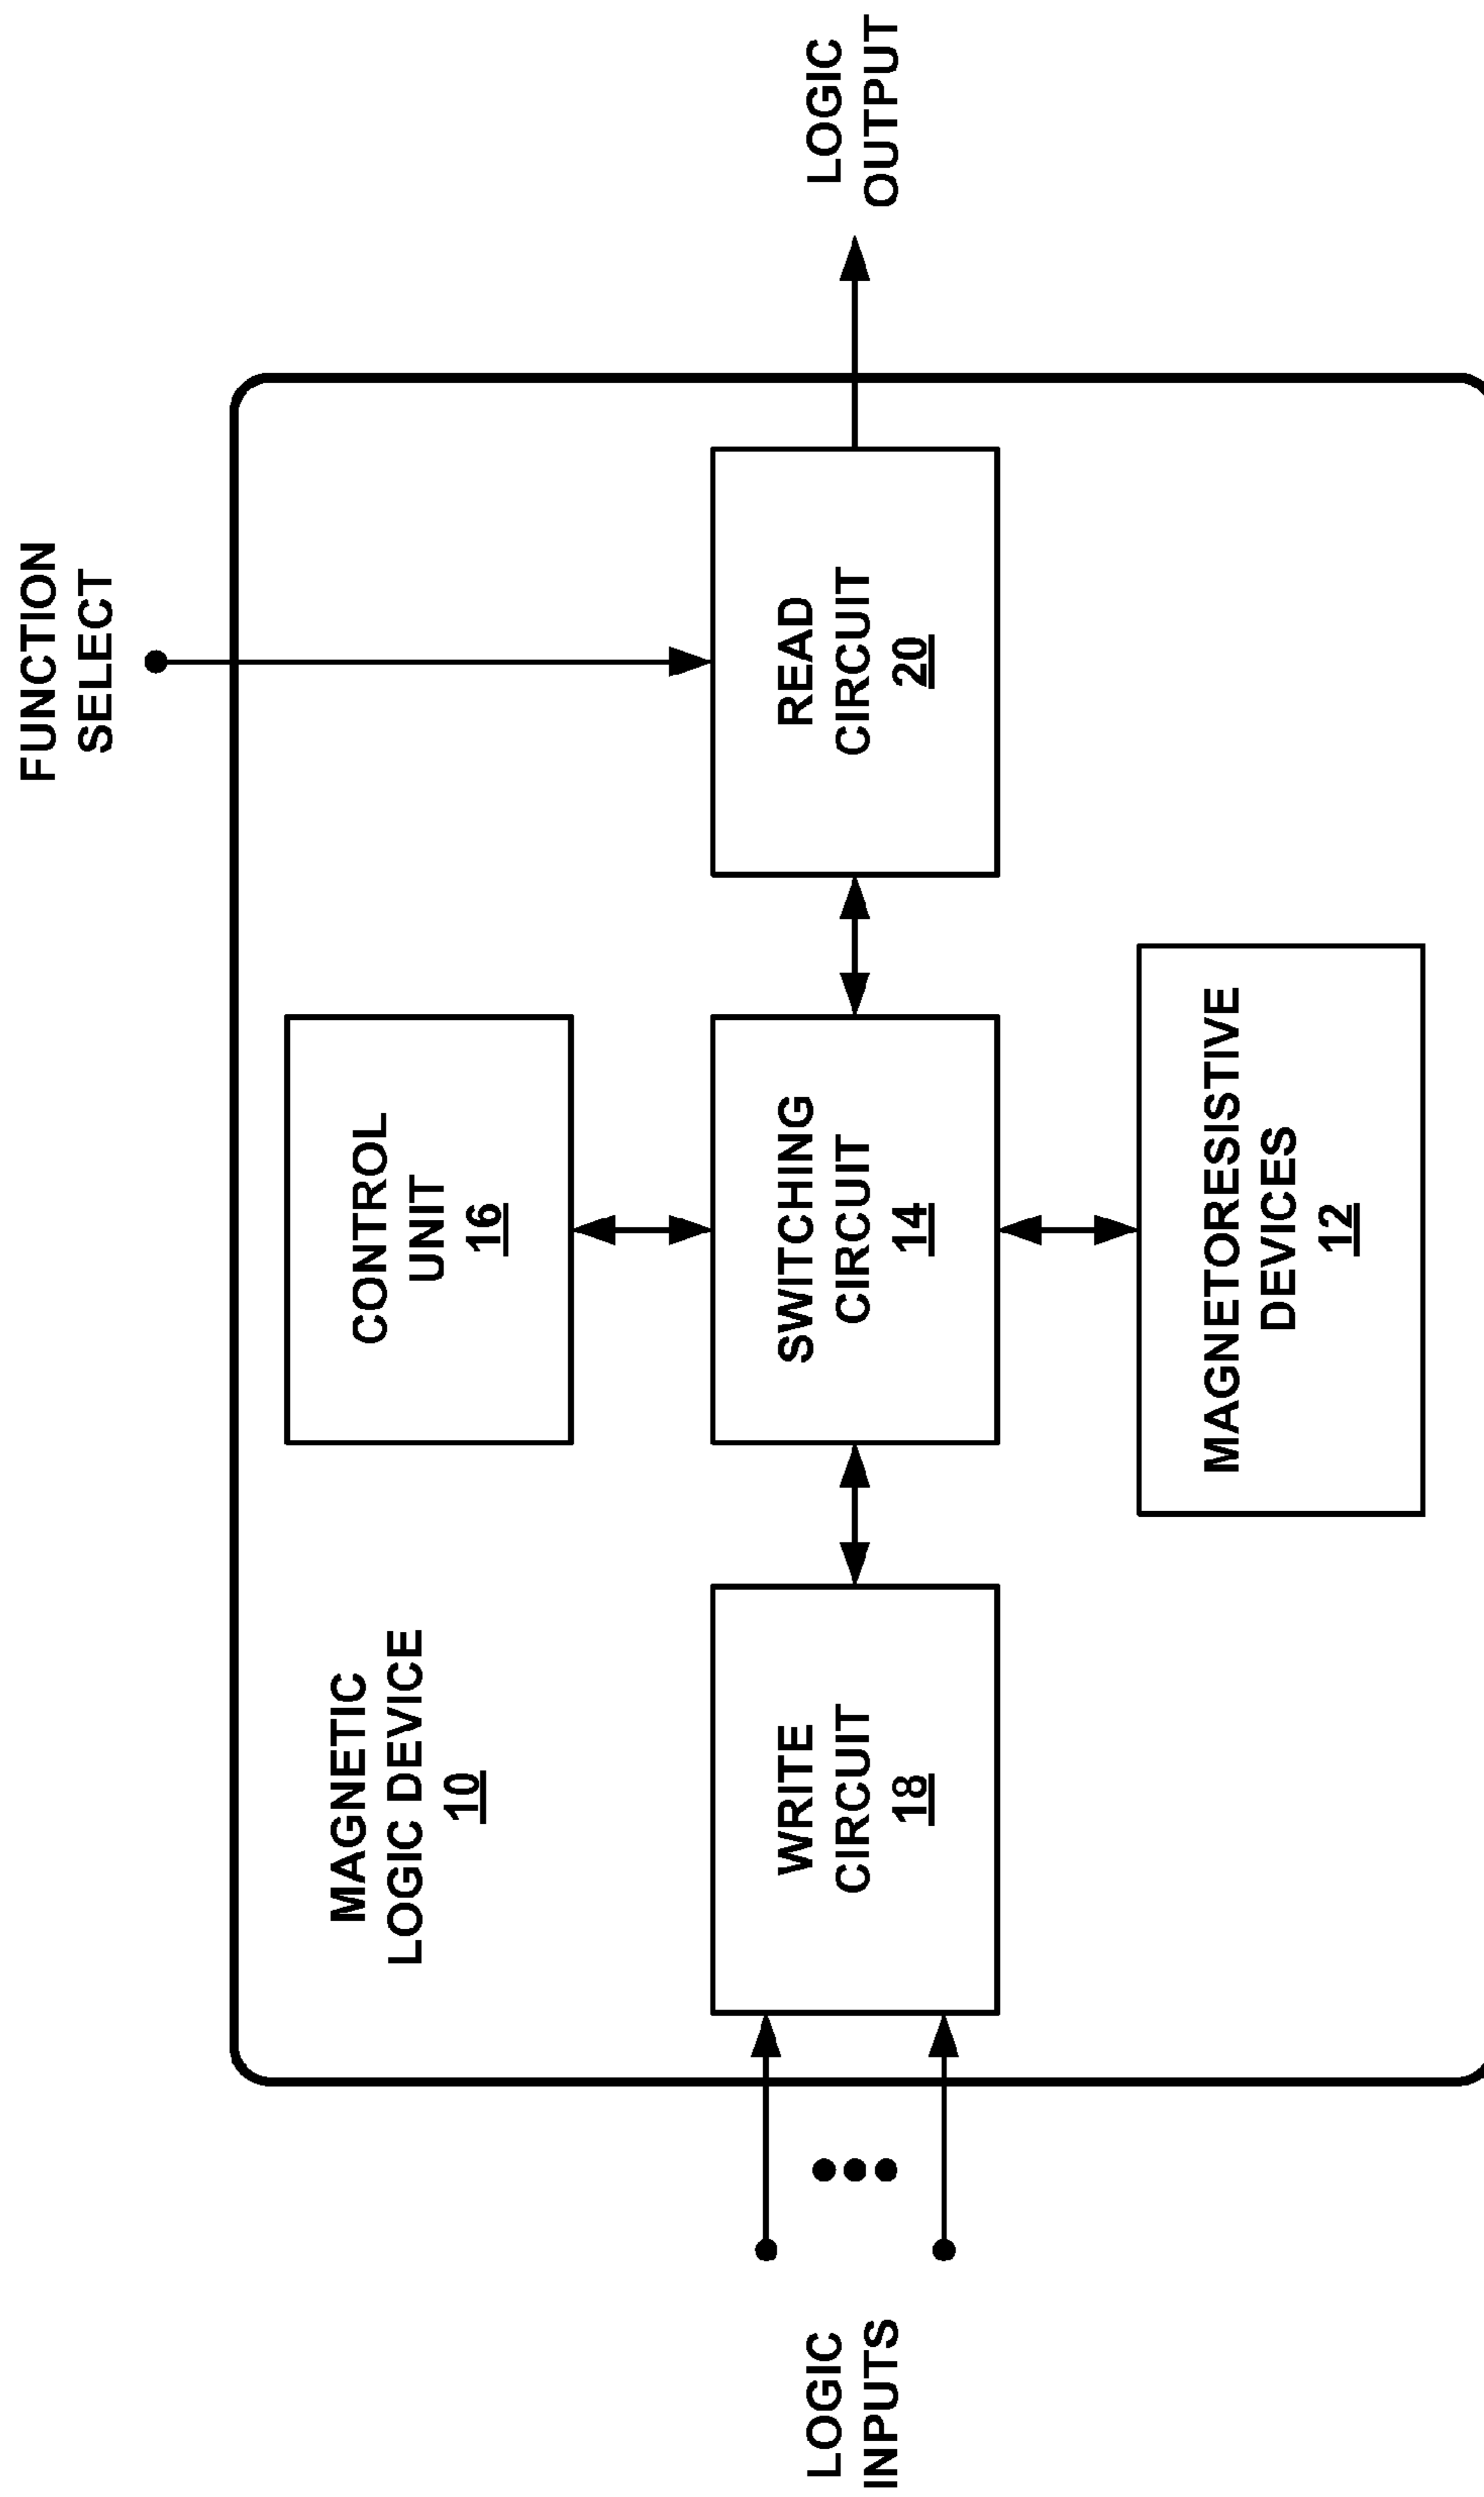 FUNCTION
SELECT
MAGNETIC
LOGIC DEVICE
10
CONTROL
UNIT
16
LOGIC
INPUTS
WRITE
CIRCUIT
18
SWITCHING
CIRCUIT
14
READ
CIRCUIT
20
LOGIC
OUTPUT
MAGNETORESISTIVE
DEVICES
12